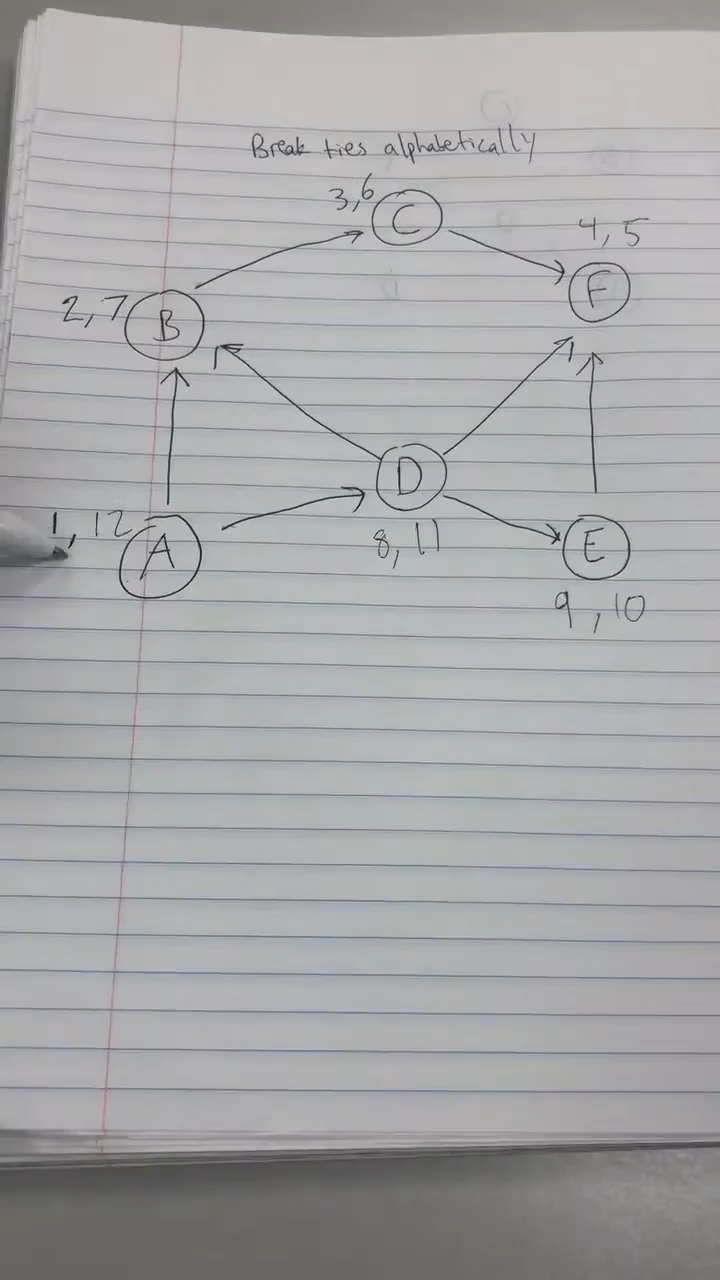 Break ties alphabetically
3,6
C
4,5
F
2,7
B
D
1,12
A
8,11
E
9,10